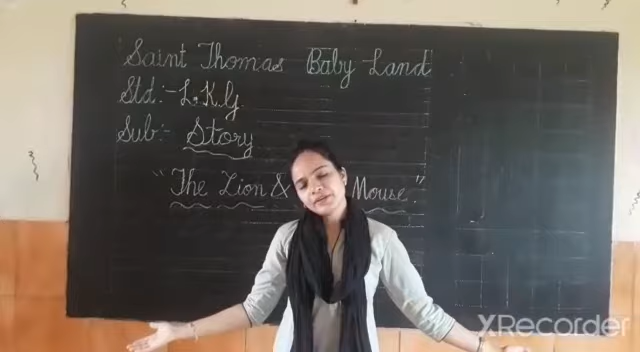 Saint Thomas Baby Land
Std:- L.K.G.
Sub:- Story
"The Lion & Mouse."
XRecorder